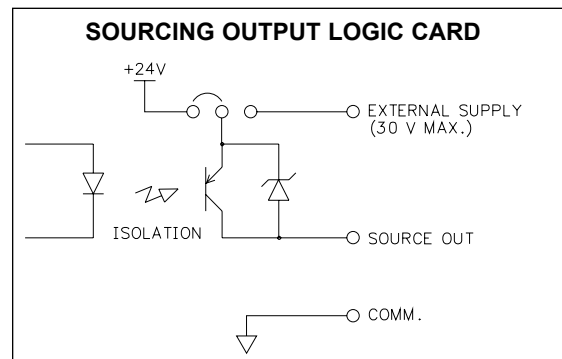 SOURCING OUTPUT LOGIC CARD
+24V
EXTERNAL SUPPLY
(30 V MAX.)
ISOLATION
SOURCE OUT
COMM.